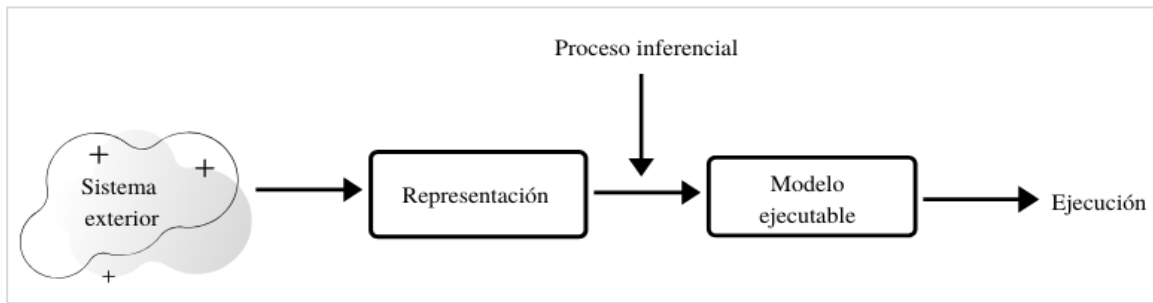 Proceso inferencial
Sistema
exterior
Representación
Modelo
ejecutable
Ejecución